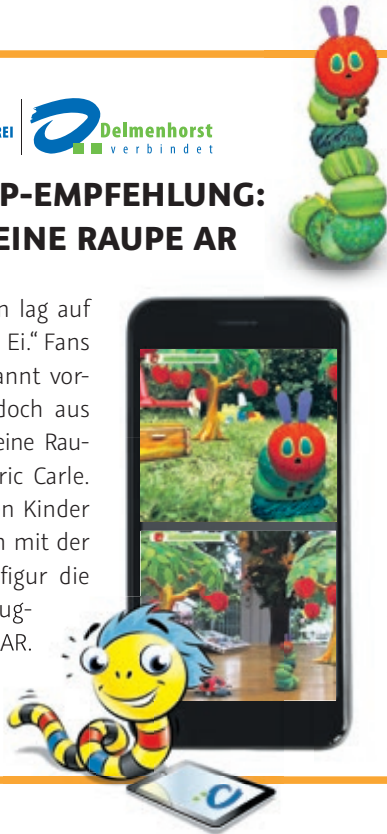 REI
Delmenhorst
verbindet
P-EMPFEHLUNG:
EINE RAUPE AR
n lag auf
Ei.“ Fans
annt vor-
doch aus
eine Rau-
ric Carle.
n Kinder
n mit der
figur die
ug-
AR.